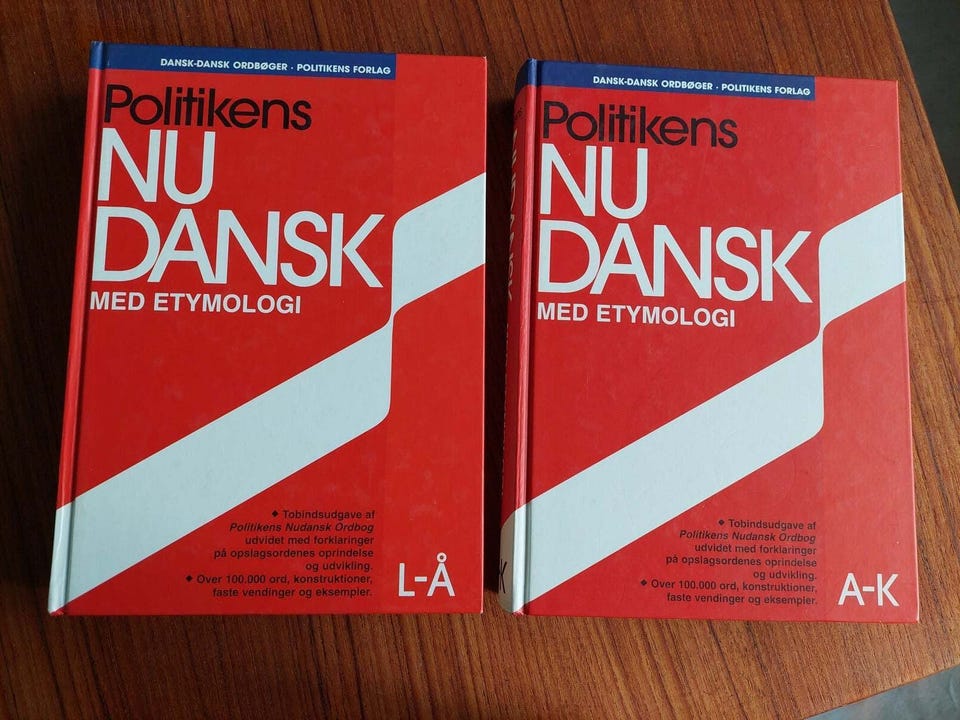 DANSK-DANSK ORDBØGER · POLITIKENS FORLAG
Politikens
NU
DANSK
MED ETYMOLOGI
◆ Tobindsudgave af
Politikens Nudansk Ordbog
udvidet med forklaringer
på opslagsordenes oprindelse
og udvikling.
◆ Over 100.000 ord, konstruktioner,
faste vendinger og eksempler.
L-Å
DANSK-DANSK ORDBØGER · POLITIKENS FORLAG
Politikens
NU
DANSK
MED ETYMOLOGI
◆ Tobindsudgave af
Politikens Nudansk Ordbog
udvidet med forklaringer
på opslagsordenes oprindelse
og udvikling.
◆ Over 100.000 ord, konstruktioner,
faste vendinger og eksempler.
A-K